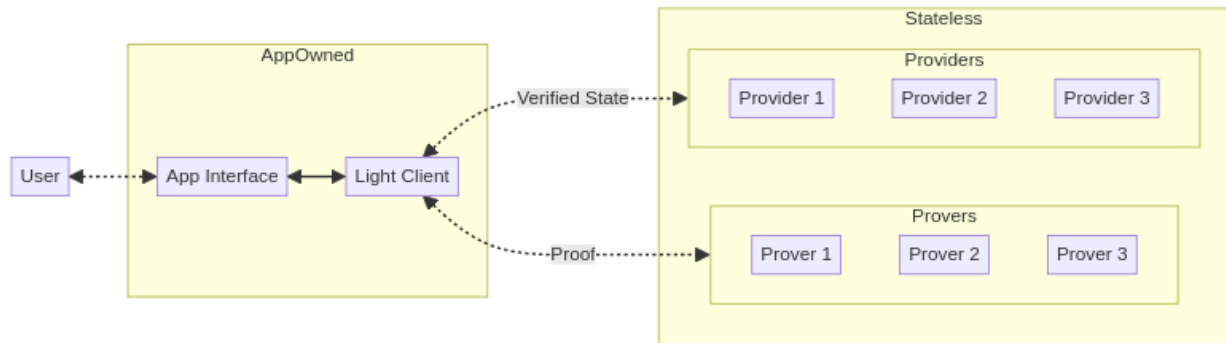 Stateless
AppOwned
Providers
Verified State
Provider 1
Provider 2
Provider 3
User
App Interface
Light Client
Provers
Proof
Prover 1
Prover 2
Prover 3